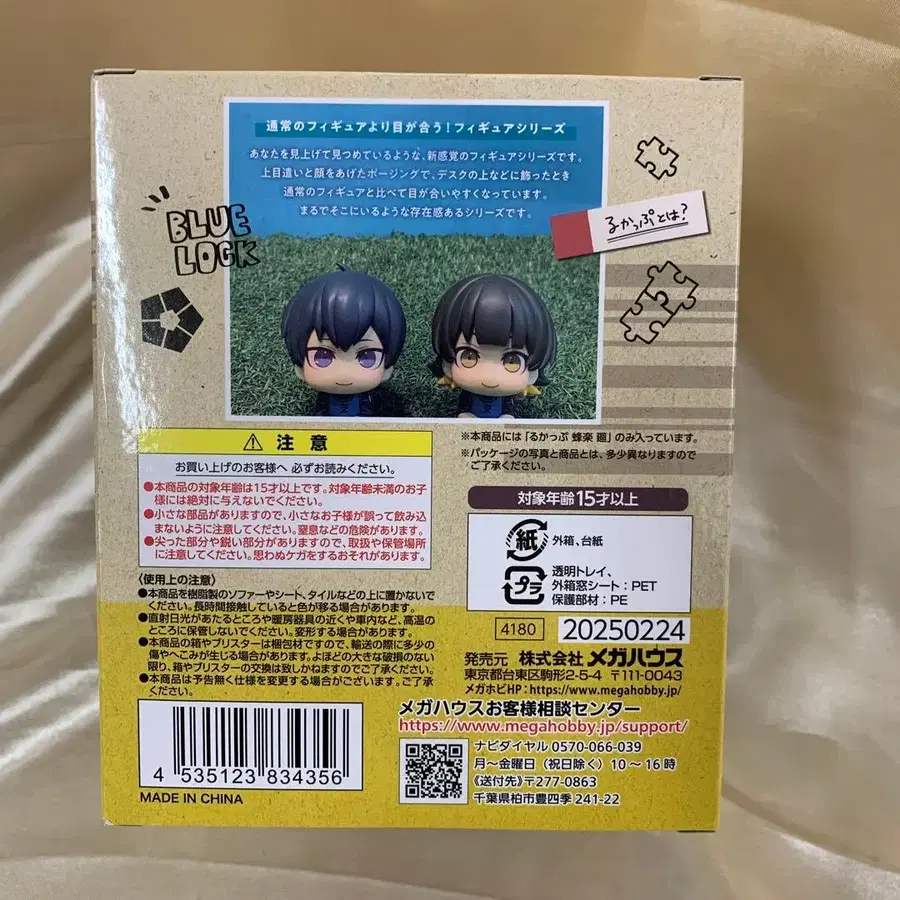 通常のフィギュアより目が合う!フィギュアシリーズ
あなたを見上げて見つめているような、新感覚のフィギュアシリーズです。
上目遣いと顔をあげたポージングで、デスクの上などに飾ったとき
通常のフィギュアと比べて目が合いやすくなっています。
まるでそこにいるような存在感あるシリーズです。
るかっぷとは?
BLUE
LOCK
⚠ 注意
お買い上げのお客様へ 必ずお読みください。
●本商品の対象年齢は15才以上です。対象年齢未満のお子
様には絶対に与えないでください。
●小さな部品がありますので、小さなお子様が誤って飲み込
まないように注意してください。窒息などの危険があります。
●尖った部分や鋭い部分がありますので、取扱や保管場所
に注意してください。思わぬケガをするおそれがあります。
〈使用上の注意〉
●本商品を樹脂製のソファーやシート、タイルなどの上に置かないで
ください。長時間接触していると色が移る場合があります。
●直射日光があたるところや暖房器具の近くや車内など、高温の
ところに保管しないでください。変形する場合があります。
●本商品の箱やブリスターは梱包材ですので、輸送の際に多少の
傷やへこみが生じる場合があります。よほどの大きな破損のない
限り、箱やブリスターの交換は致しかねますのでご了承ください。
●本商品は予告無く仕様を変更する場合がございます。ご了承
ください。
4 535123 834356
MADE IN CHINA
※本商品には「るかっぷ 蜂楽 廻」のみ入っています。
※パッケージの写真と商品とは、多少異なりますので
ご了承ください。
対象年齢15才以上
紙 外箱、台紙
プラ 透明トレイ、
外箱窓シート:PET
保護部材:PE
4180 20250224
発売元 株式会社 メガハウス
東京都台東区駒形2-5-4 〒111-0043
メガホビHP:https://www.megahobby.jp/
メガハウスお客様相談センター
https://www.megahobby.jp/support/
ナビダイヤル 0570-066-039
月~金曜日(祝日除く)10~16時
《送付先》〒277-0863
千葉県柏市豊四季241-22